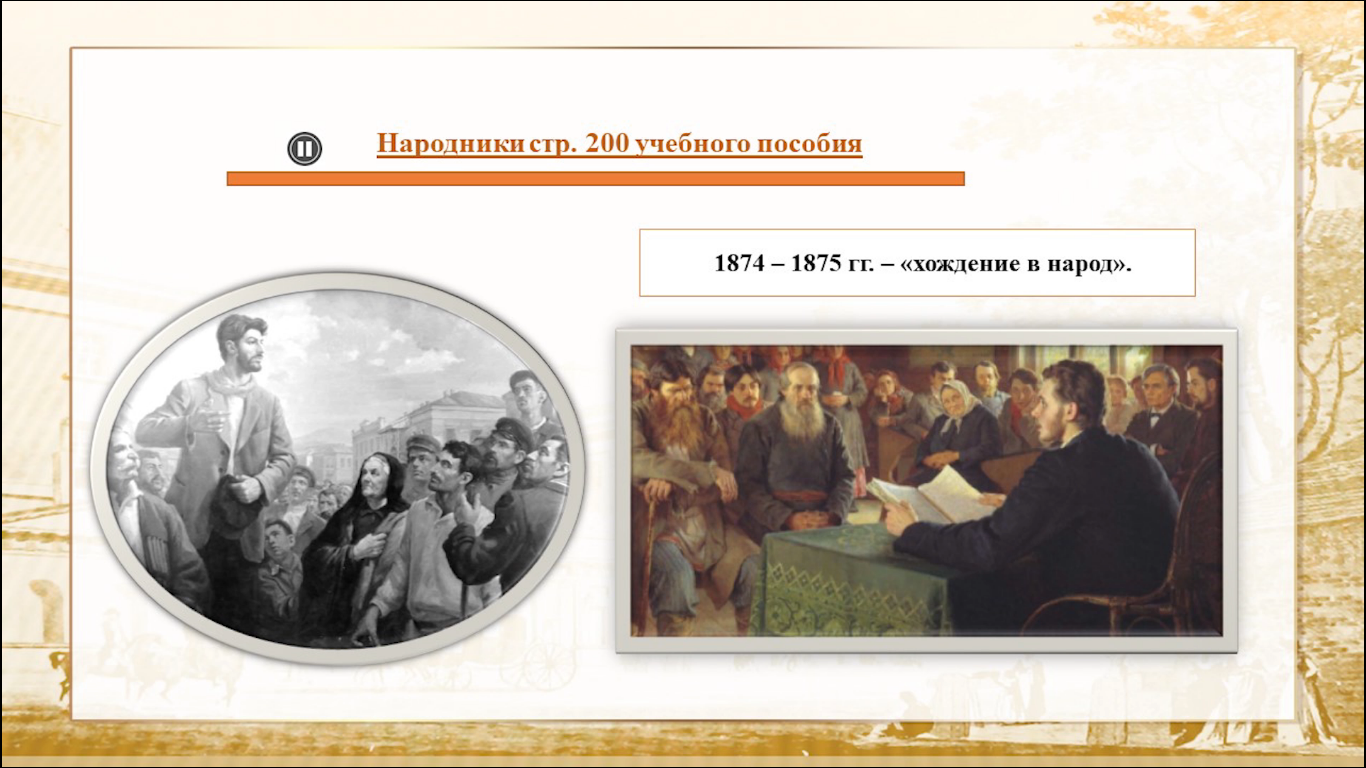 Народники стр. 200 учебного пособия
1874 – 1875 гг. – «хождение в народ».